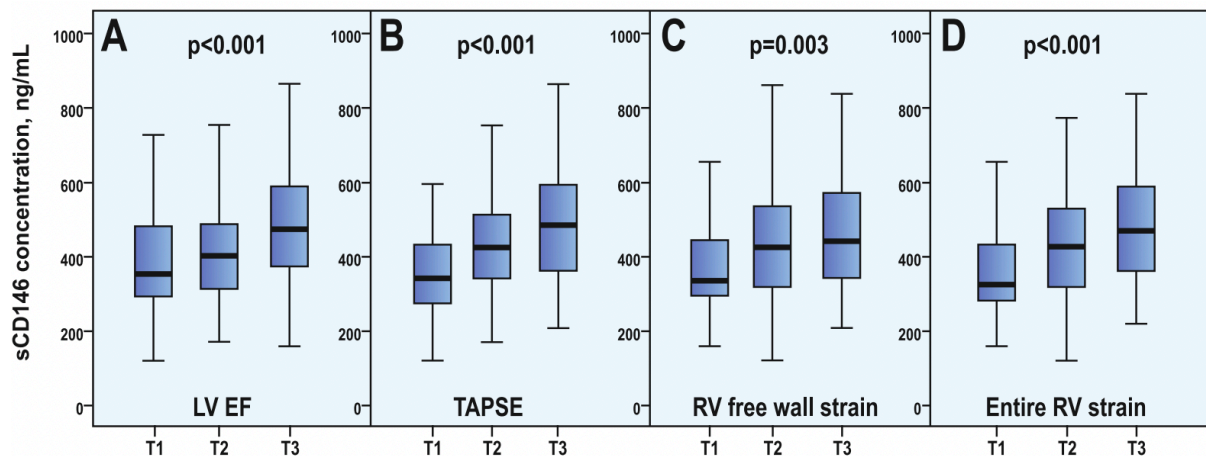 sCD146 concentration, ng/mL
A
p<0.001
1000
800
600
400
200
0
LV EF
T1 T2 T3
B
p<0.001
1000
800
600
400
200
0
TAPSE
T1 T2 T3
C
p=0.003
1000
800
600
400
200
0
RV free wall strain
T1 T2 T3
D
p<0.001
1000
800
600
400
200
0
Entire RV strain
T1 T2 T3